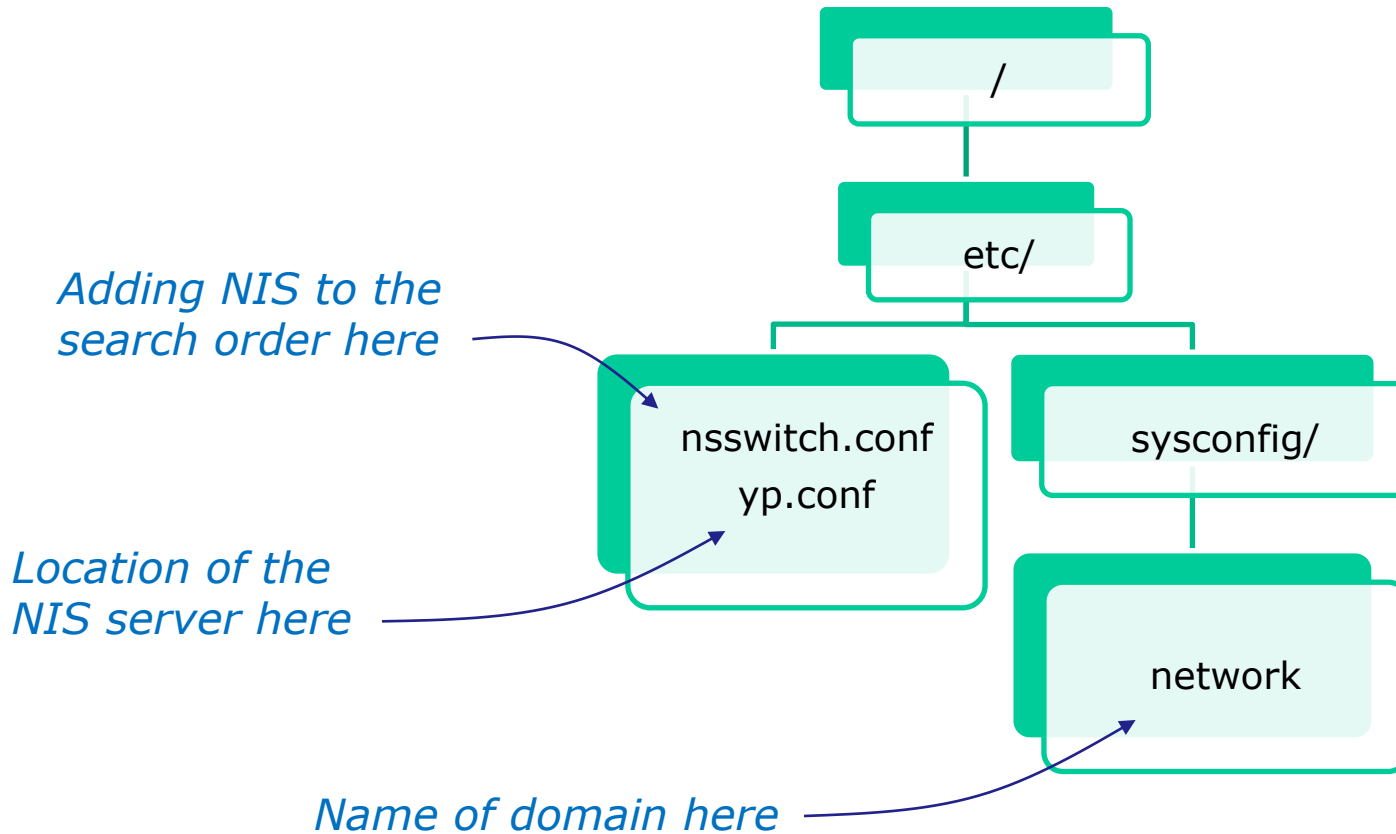 /
etc/
Adding NIS to the
search order here
nsswitch.conf
yp.conf
sysconfig/
Location of the
NIS server here
network
Name of domain here